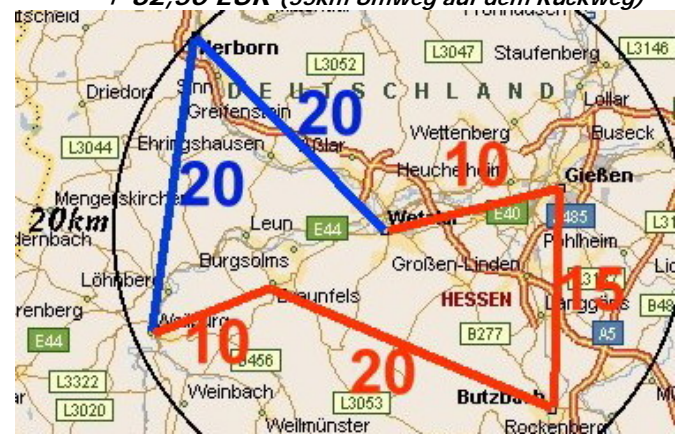 32,50 EUR (35km Umweg auf dem Rückweg)
Herborn
L3052
L3047
Staufenberg
L3146
Driedorf
Sinn
DEUTSCHLAND
Lollar
Greifenstein
20
L3044
Ehringshausen
Aßlar
Wettenberg
Buseck
Heuchelheim
10
Gießen
20
Mengerskirchen
20km
Leun
E44
Wetzlar
E40
A485
L31
Pohlheim
Burgsolms
Großen-Linden
Löhnberg
Braunfels
HESSEN
15
Langgöns
B48
E44
Weilburg
10
B277
A5
B456
20
L3322
L3020
Weinbach
L3053
Butzbach
Weilmünster
Rockenberg